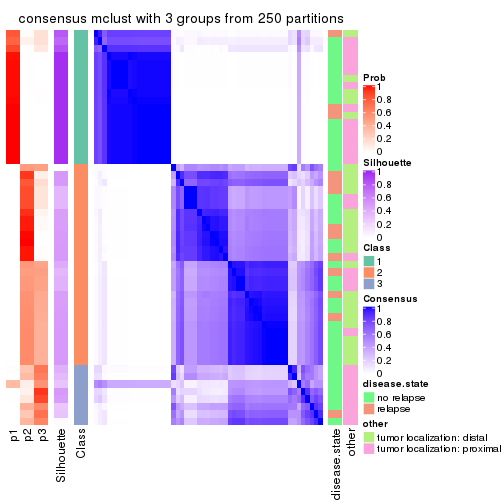 consensus mclust with 3 groups from 250 partitions
Prob
1
0.8
0.6
0.4
0.2
0
Silhouette
1
0.8
0.6
0.4
0.2
0
Class
1
2
3
Consensus
1
0.8
0.6
0.4
0.2
0
disease.state
no relapse
relapse
other
tumor localization: distal
tumor localization: proximal
p1
p2
p3
Silhouette
Class
disease.state
other